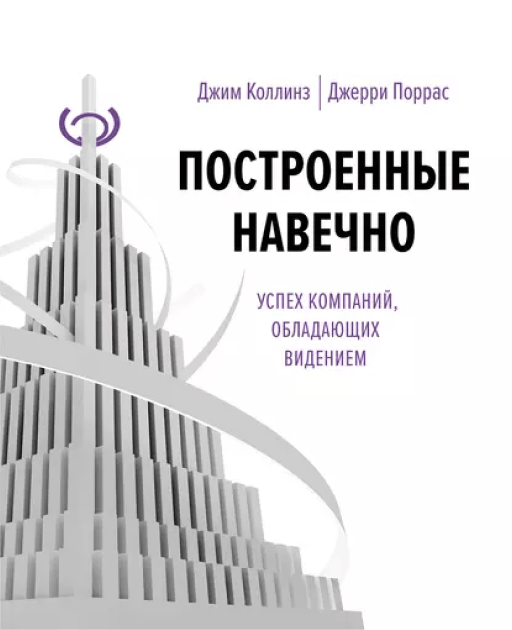 Джим Коллинз | Джерри Поррас
ПОСТРОЕННЫЕ
НАВЕЧНО
УСПЕХ КОМПАНИЙ,
ОБЛАДАЮЩИХ
ВИДЕНИЕМ